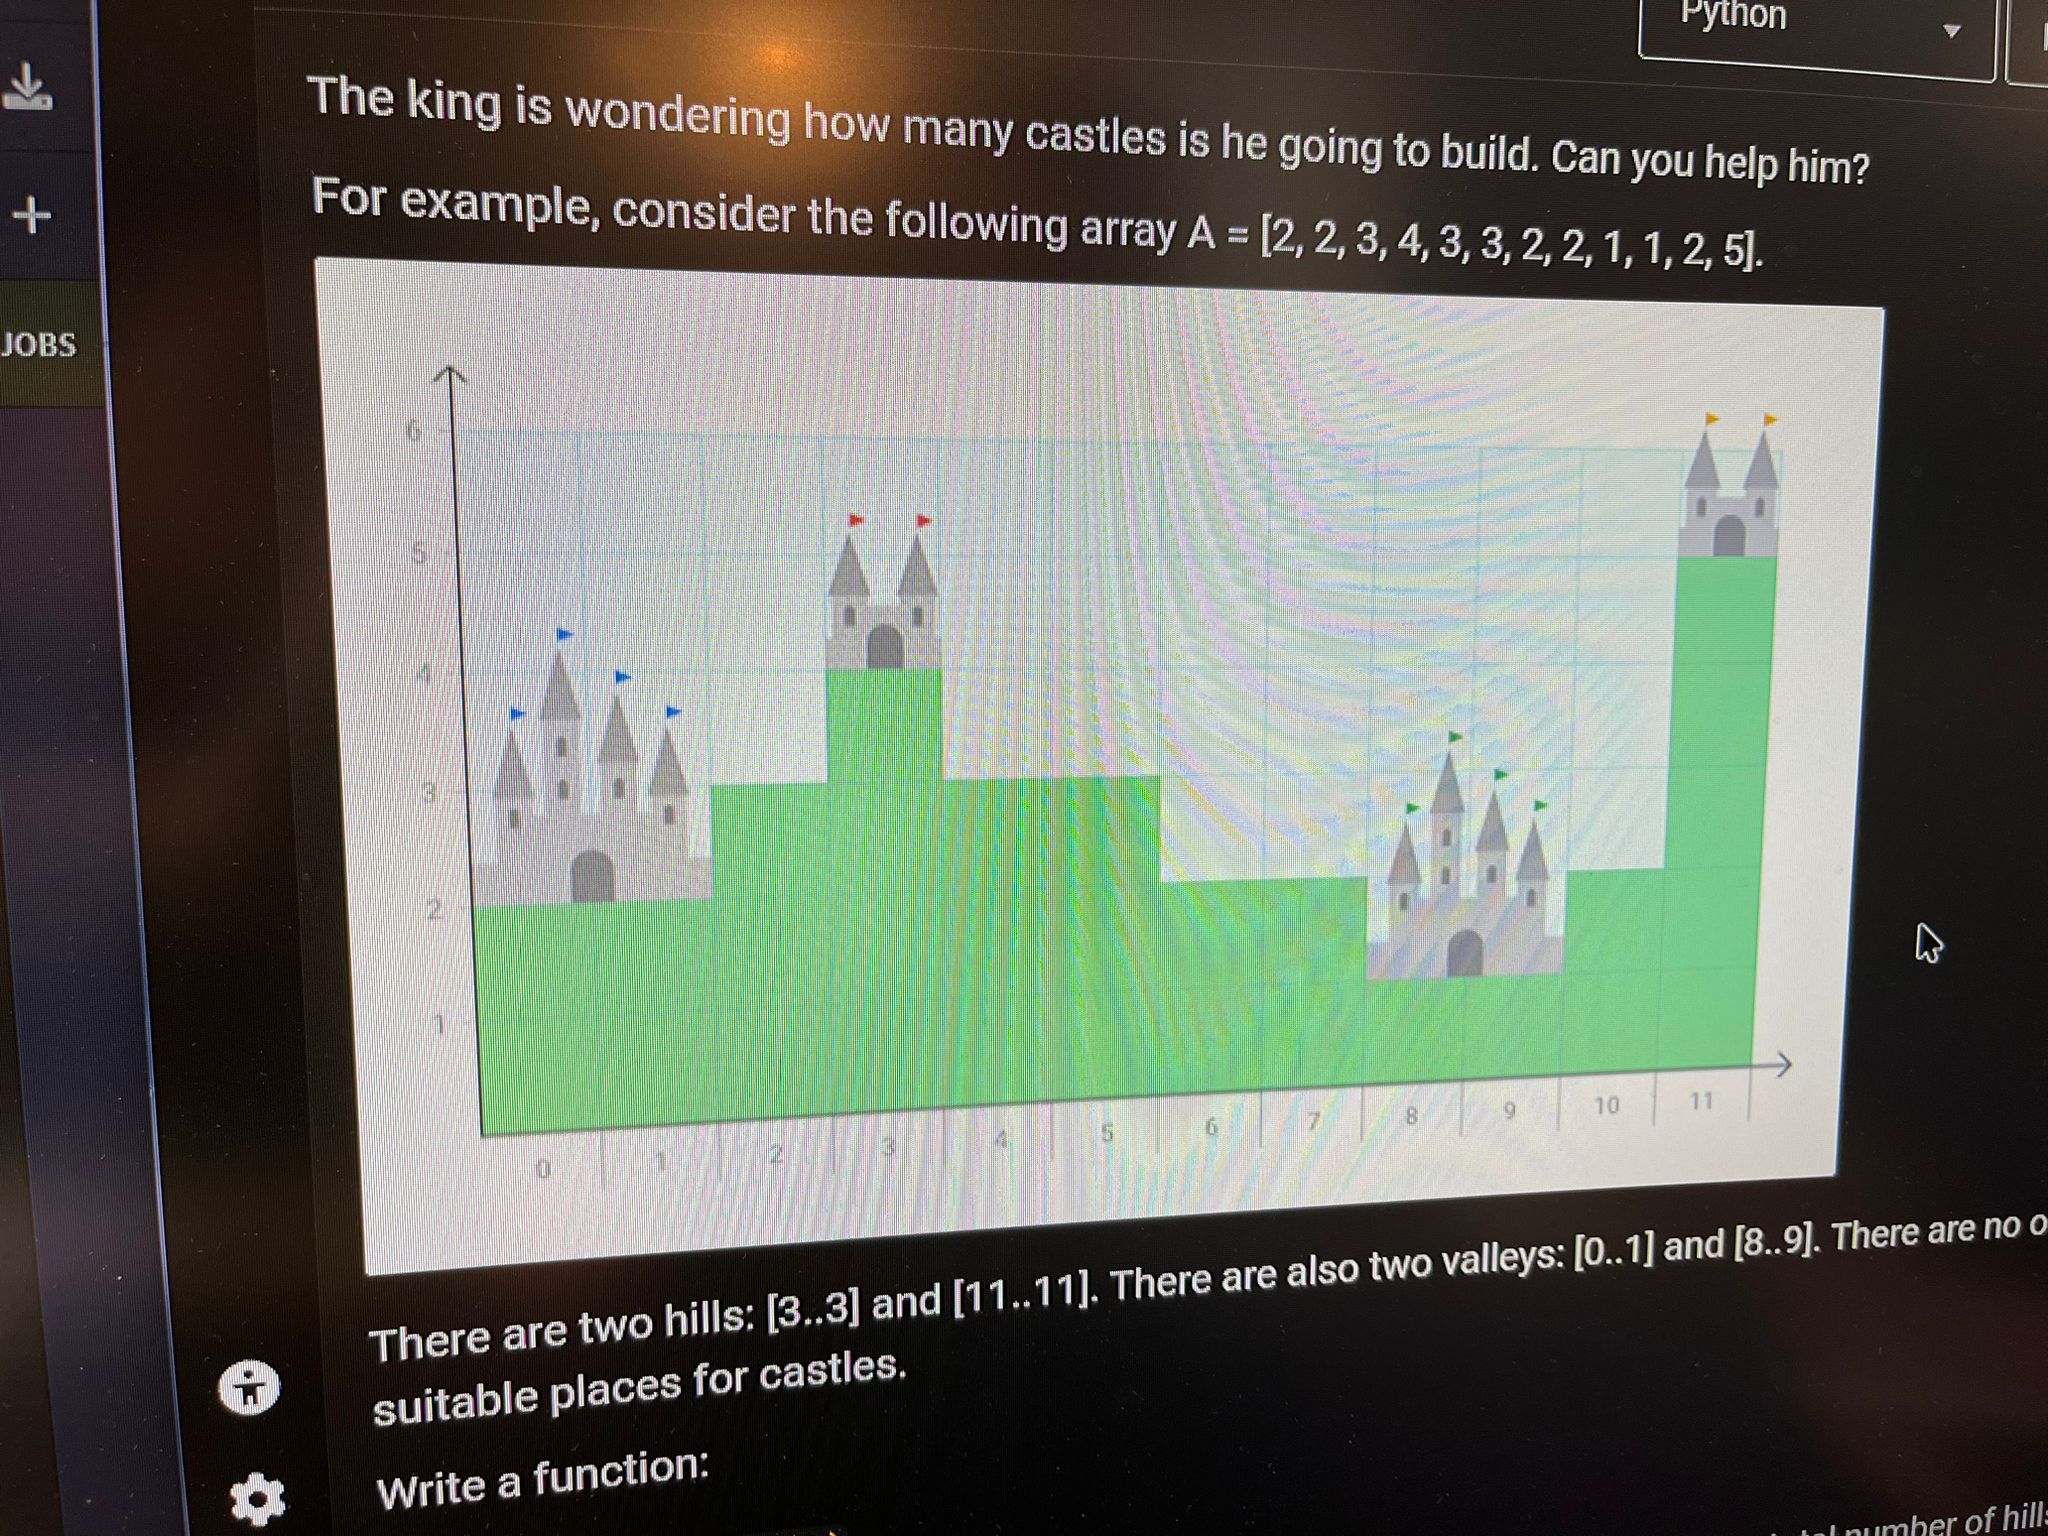 Python
The king is wondering how many castles is he going to build. Can you help him?
For example, consider the following array A = [2, 2, 3, 4, 3, 3, 2, 2, 1, 1, 2, 5].
JOBS
6
5
4
3
2
1
0 1 2 3 4 5 6 7 8 9 10 11
There are two hills: [3..3] and [11..11]. There are also two valleys: [0..1] and [8..9]. There are no
suitable places for castles.
Write a function:
number of